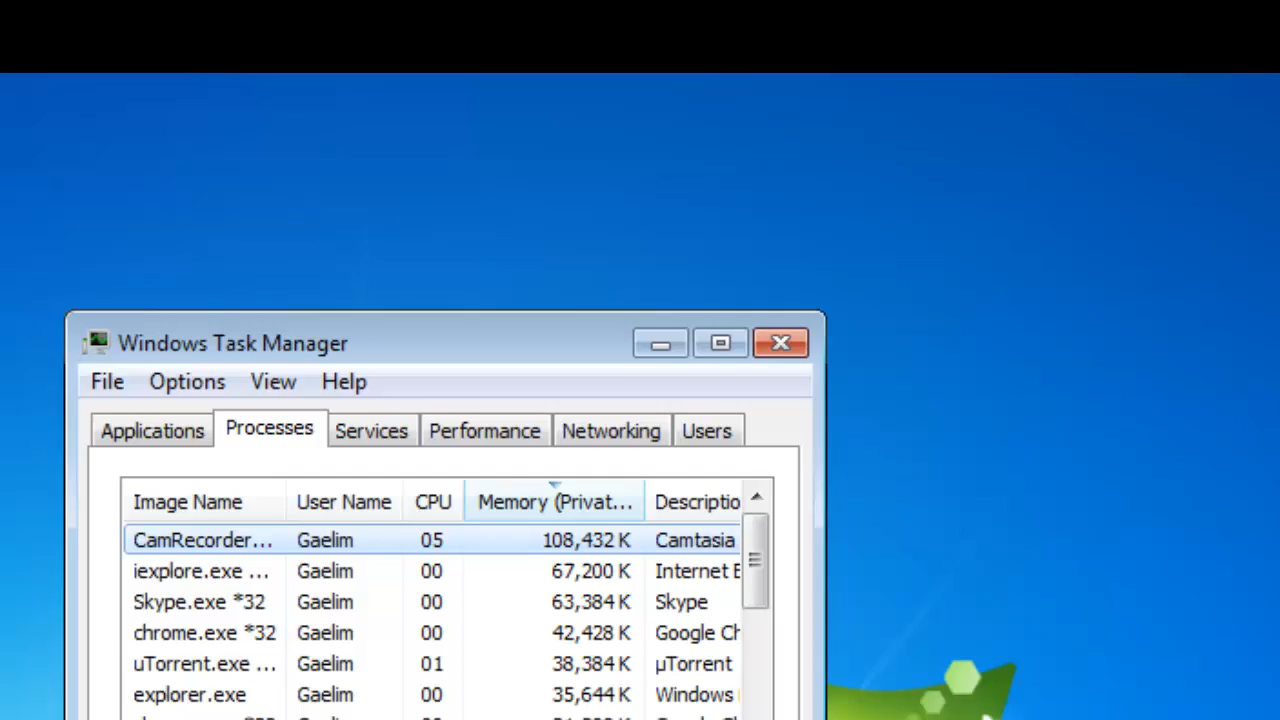 Windows Task Manager
File Options View Help
Applications Processes Services Performance Networking Users
Image Name User Name CPU Memory (Privat... Descriptio
CamRecorder... Gaelim 05 108,432 K Camtasia
iexplore.exe ... Gaelim 00 67,200 K Internet E
Skype.exe *32 Gaelim 00 63,384 K Skype
chrome.exe *32 Gaelim 00 42,428 K Google Ch
uTorrent.exe ... Gaelim 01 38,384 K µTorrent
explorer.exe Gaelim 00 35,644 K Windows